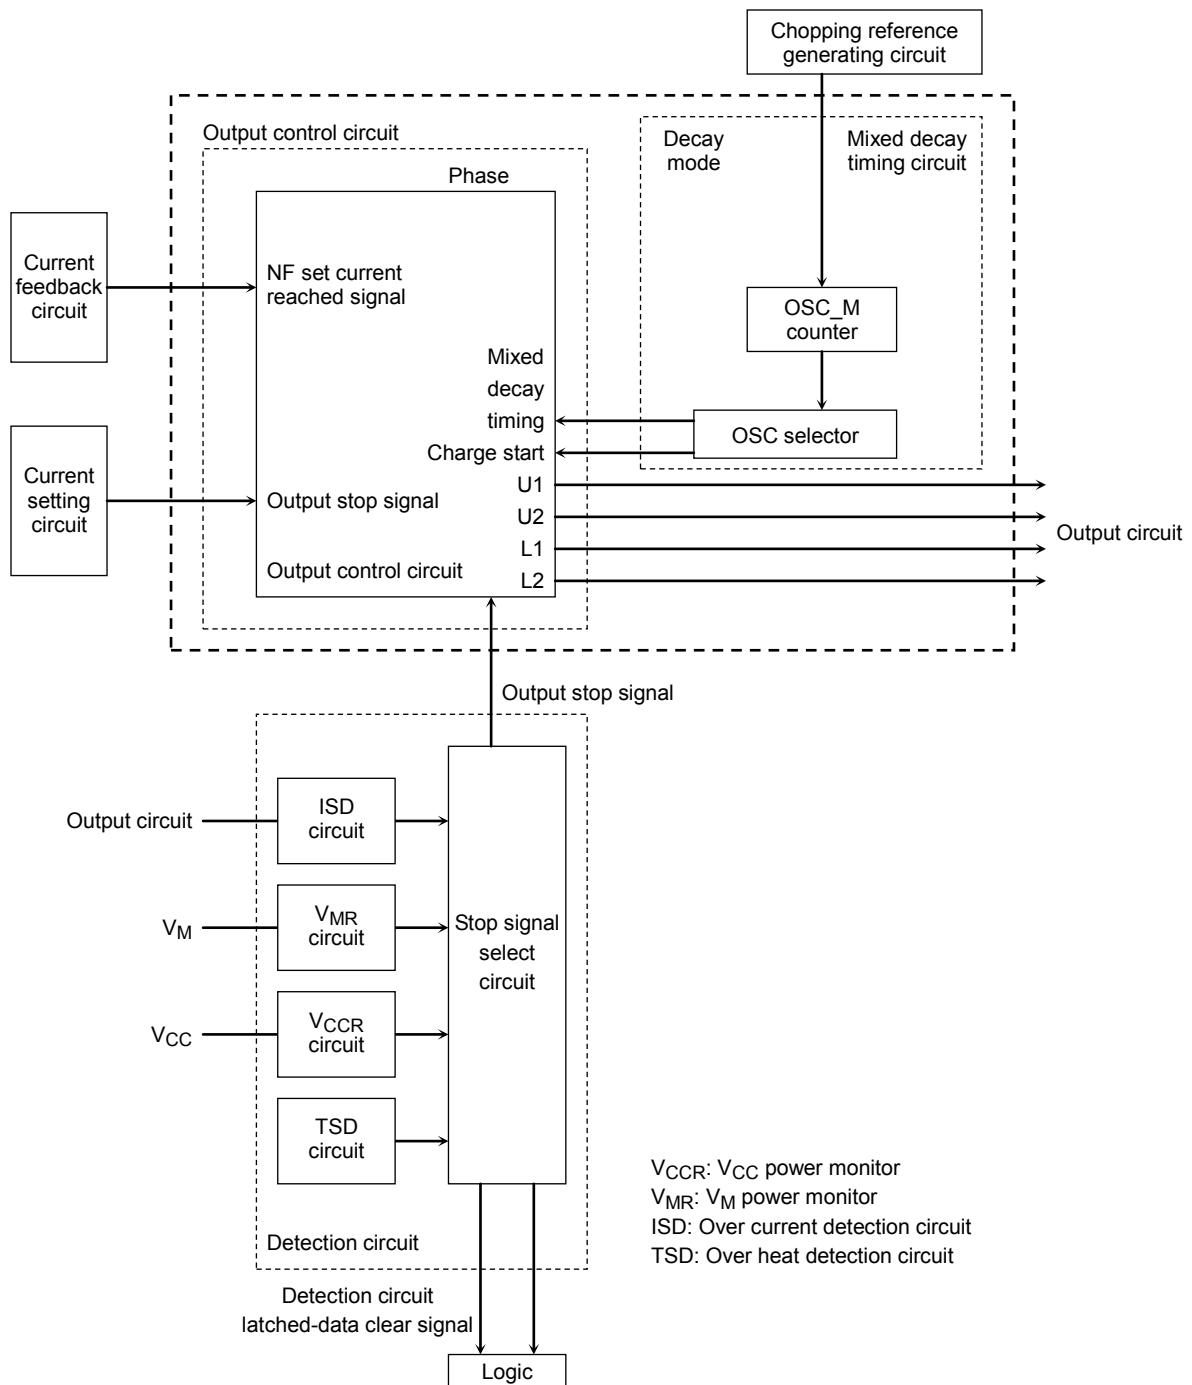 Chopping reference
generating circuit
Output control circuit
Decay
mode
Mixed decay
timing circuit
Phase
Current
feedback
circuit
NF set current
reached signal
OSC_M
counter
Mixed
decay
timing
OSC selector
Charge start
Current
setting
circuit
Output stop signal
U1
U2
L1
L2
Output circuit
Output control circuit
Output stop signal
Output circuit
ISD
circuit
VM
VMR
circuit
Stop signal
select
circuit
VCC
VCCR
circuit
TSD
circuit
Detection circuit
VCCR: VCC power monitor
VMR: VM power monitor
ISD: Over current detection circuit
TSD: Over heat detection circuit
Detection circuit
latched-data clear signal
Logic